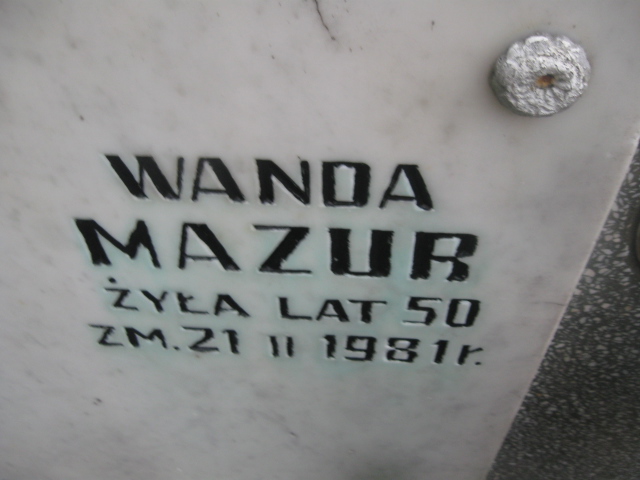 WANDA
MAZUR
ŻYŁA LAT 50
ZM. 21 II 1981 r.